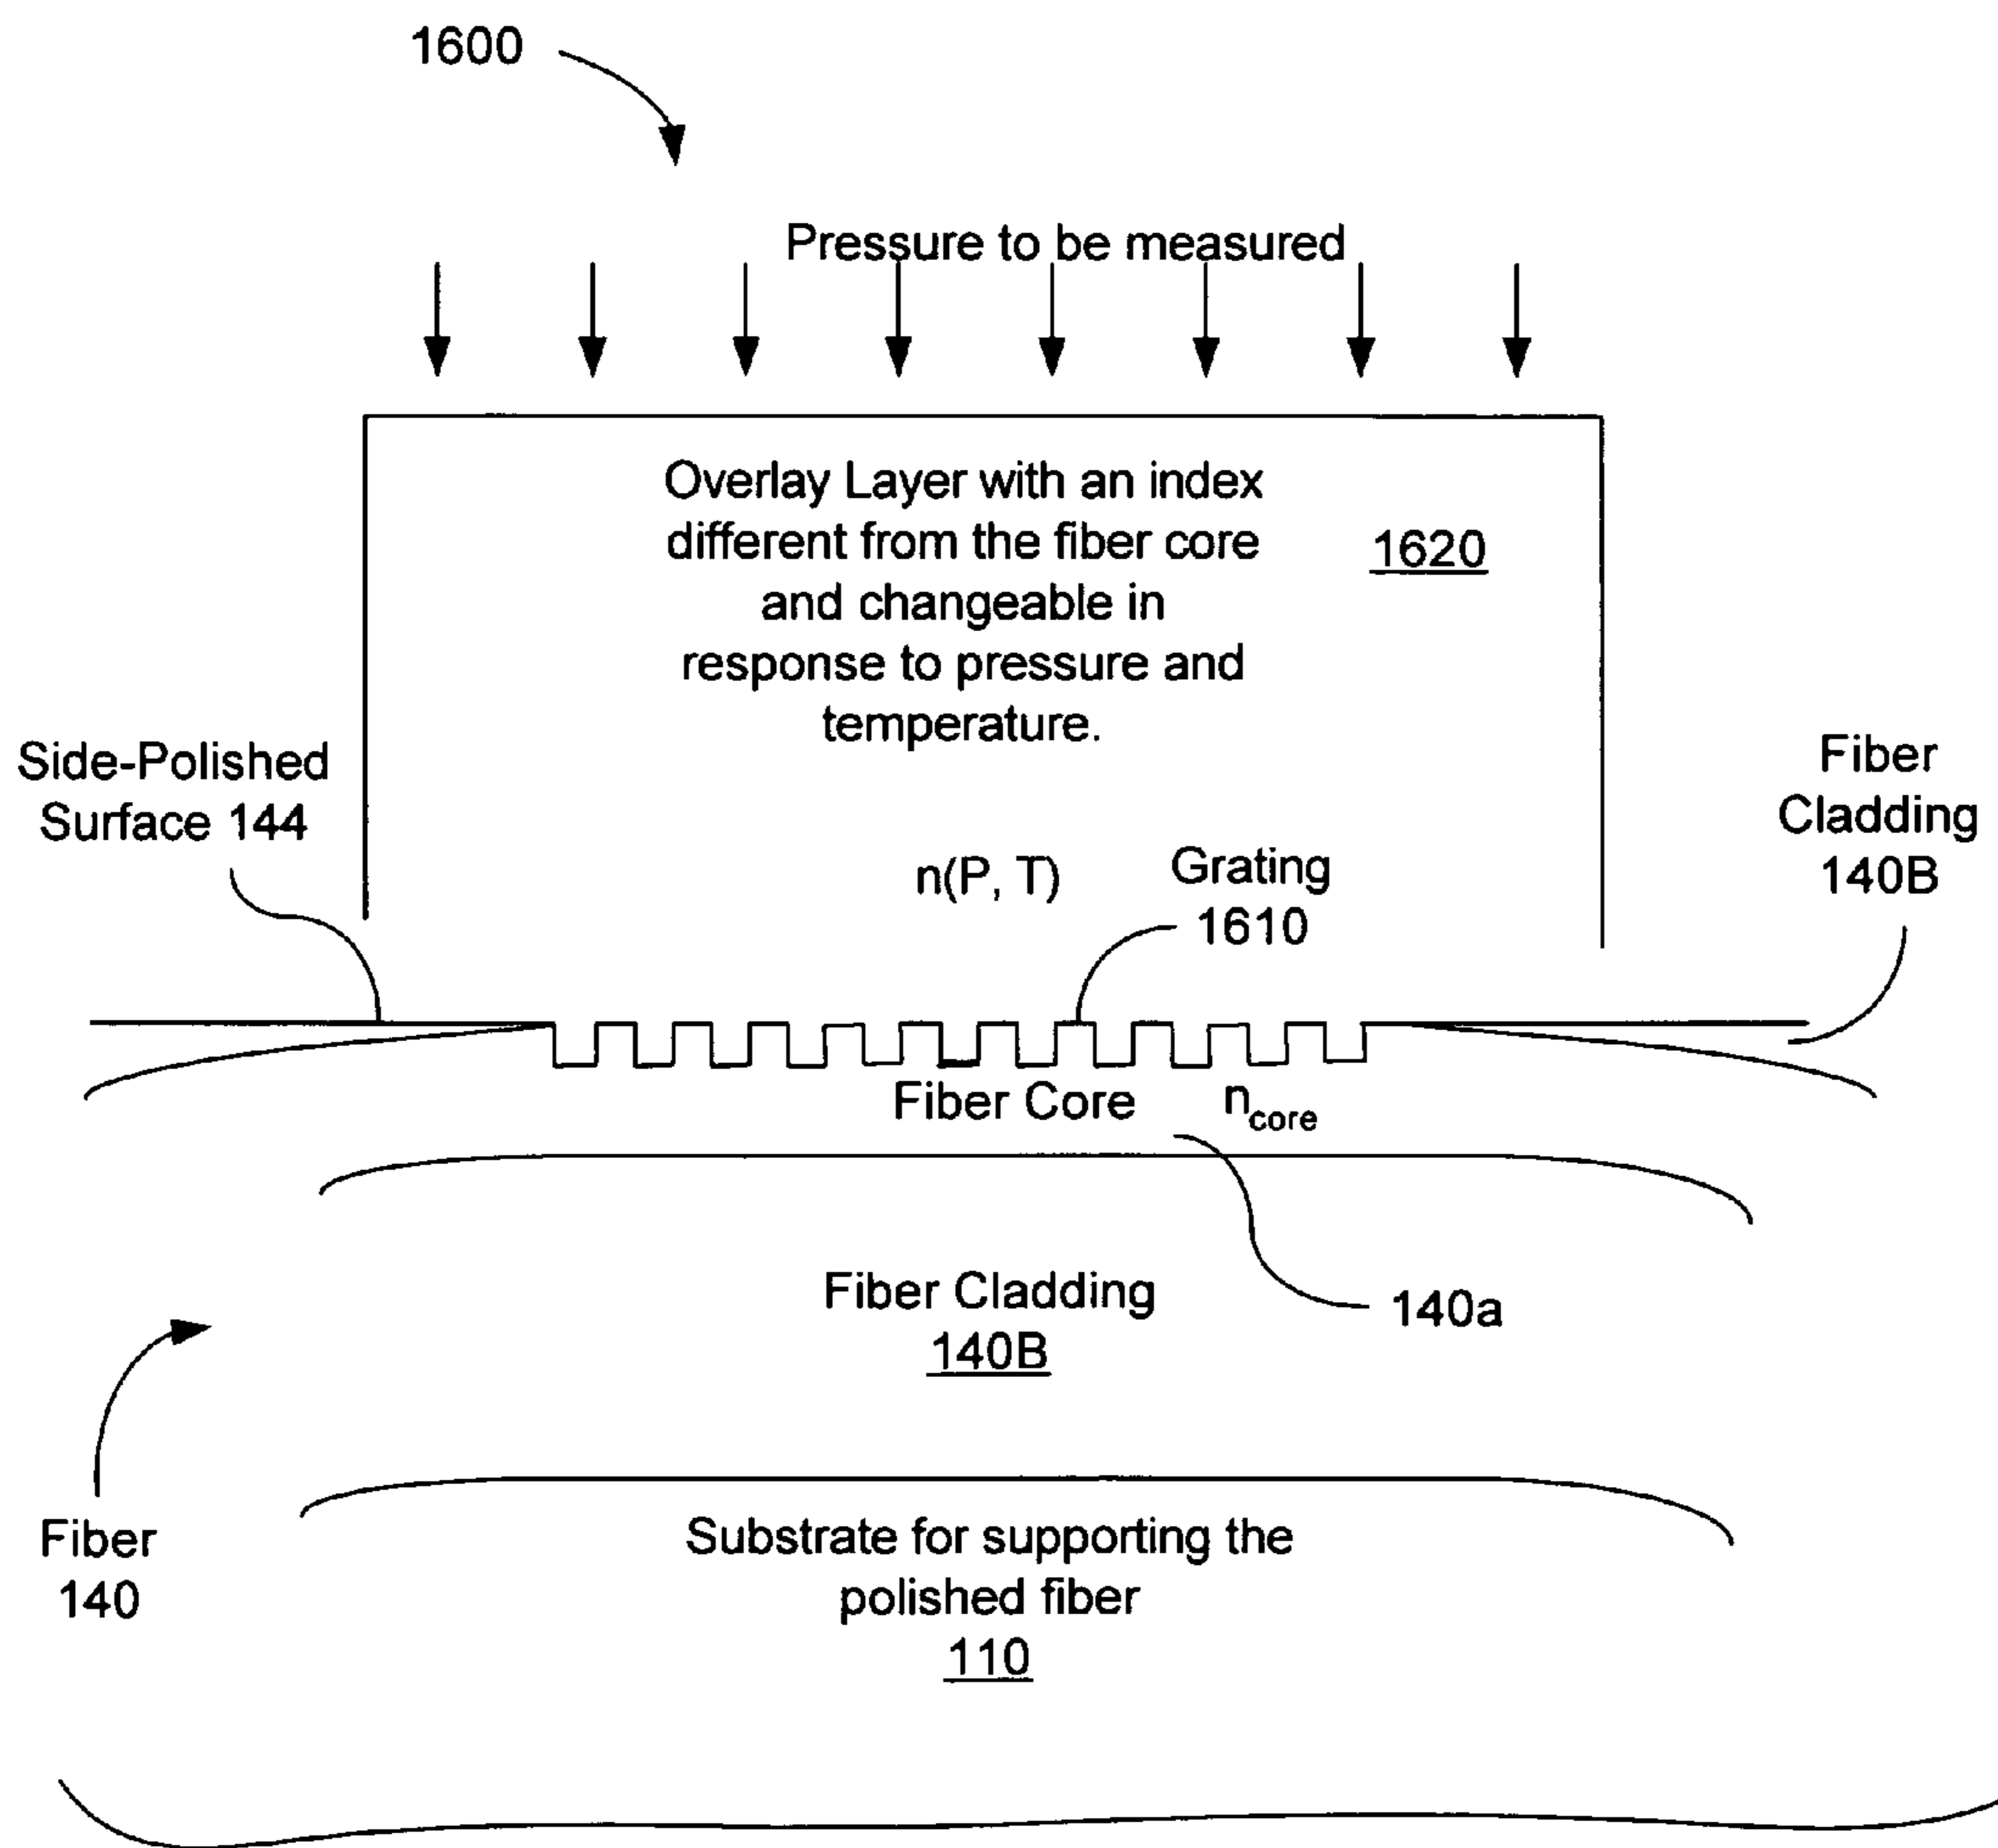 1600
Pressure to be measured
Overlay Layer with an index
different from the fiber core
and changeable in
response to pressure and
temperature.
1620
Side-Polished
Surface 144
Fiber
Cladding
140B
n(P, T)
Grating
1610
Fiber Core
n_core
140a
Fiber Cladding
140B
Fiber
140
Substrate for supporting the
polished fiber
110